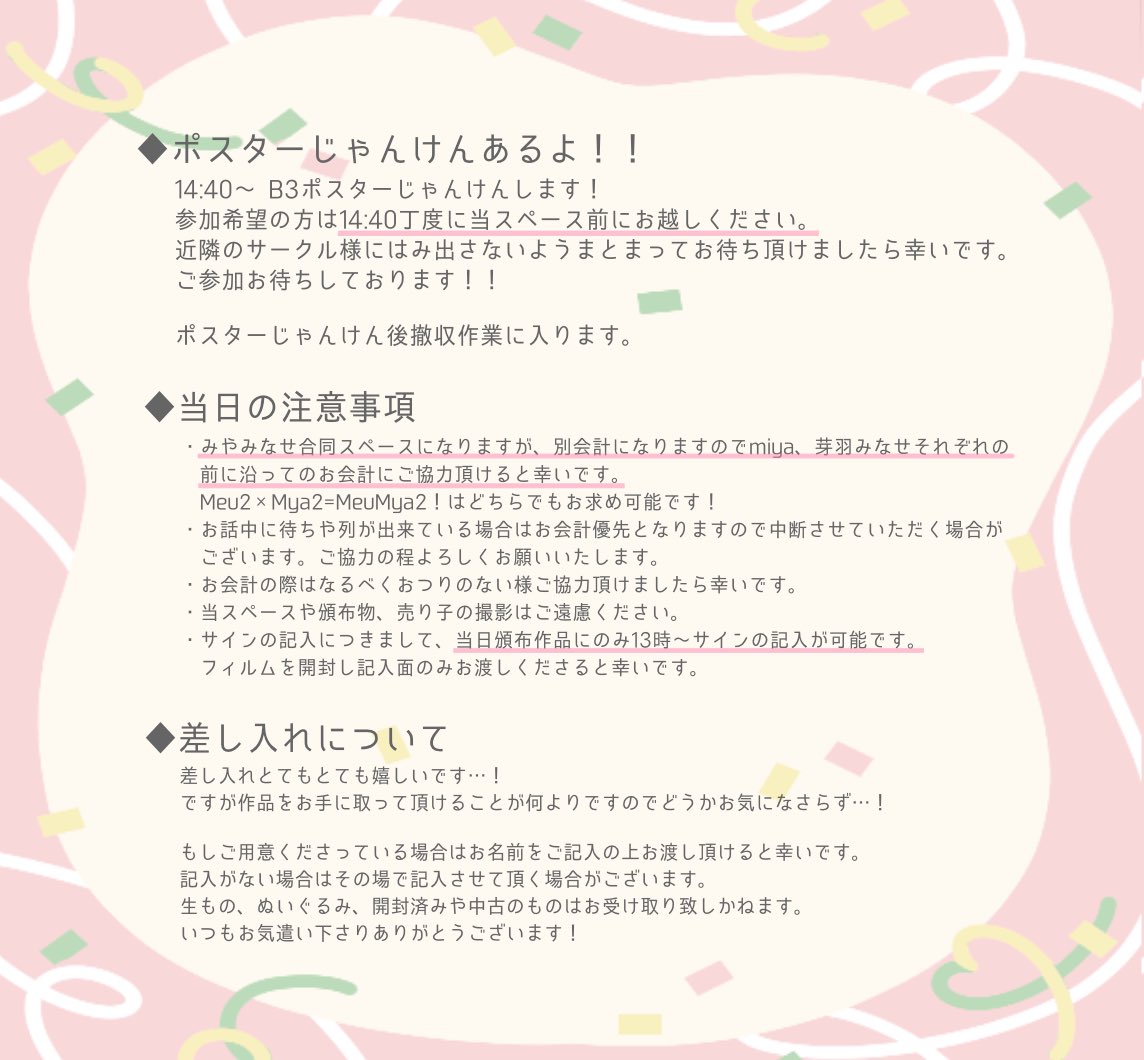 ◆ポスターじゃんけんあるよ！！
14:40～ B3ポスターじゃんけんします！
参加希望の方は14:40丁度に当スペース前にお越しください。
近隣のサークル様にはみ出さないようまとまってお待ち頂けましたら幸いです。
ご参加お待ちしております！！
ポスターじゃんけん後撤収作業に入ります。
◆当日の注意事項
・みやみなせ合同スペースになりますが、別会計になりますのでmiya、芽羽みなせそれぞれの
前に沿ってのお会計にご協力頂けると幸いです。
Meu2×Mya2=MeuMya2！はどちらでもお求め可能です！
・お話中に待ちや列が出来ている場合はお会計優先となりますので中断させていただく場合が
ございます。ご協力の程よろしくお願いいたします。
・お会計の際はなるべくおつりのない様ご協力頂けましたら幸いです。
・当スペースや頒布物、売り子の撮影はご遠慮ください。
・サインの記入につきまして、当日頒布作品にのみ13時～サインの記入が可能です。
フィルムを開封し記入面のみお渡しくださると幸いです。
◆差し入れについて
差し入れとてもとても嬉しいです…！
ですが作品をお手に取って頂けることが何よりですのでどうかお気になさらず…！
もしご用意くださっている場合はお名前をご記入の上お渡し頂けると幸いです。
記入がない場合はその場で記入させて頂く場合がございます。
生もの、ぬいぐるみ、開封済みや中古のものはお受け取り致しかねます。
いつもお気遣い下さりありがとうございます！